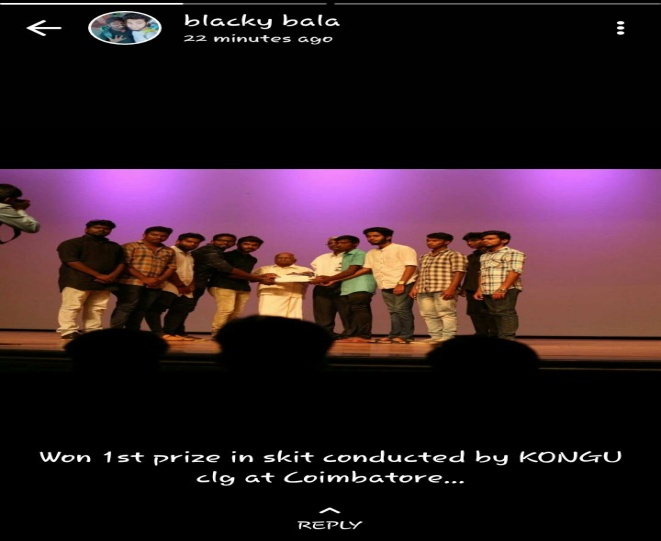 blacky bala
22 minutes ago
Won 1st prize in skit conducted by KONGU
clg at Coimbatore...
REPLY